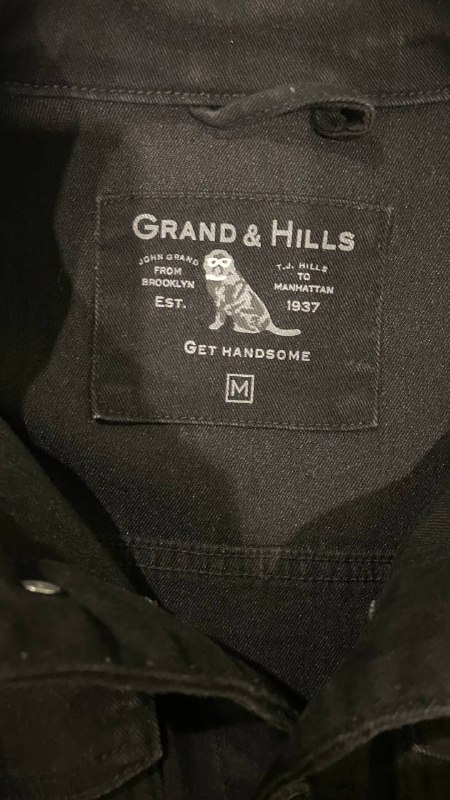 GRAND & HILLS
JOHN GRAND
FROM
BROOKLYN
EST.
T.J. HILLS
TO
MANHATTAN
1937
GET HANDSOME
M